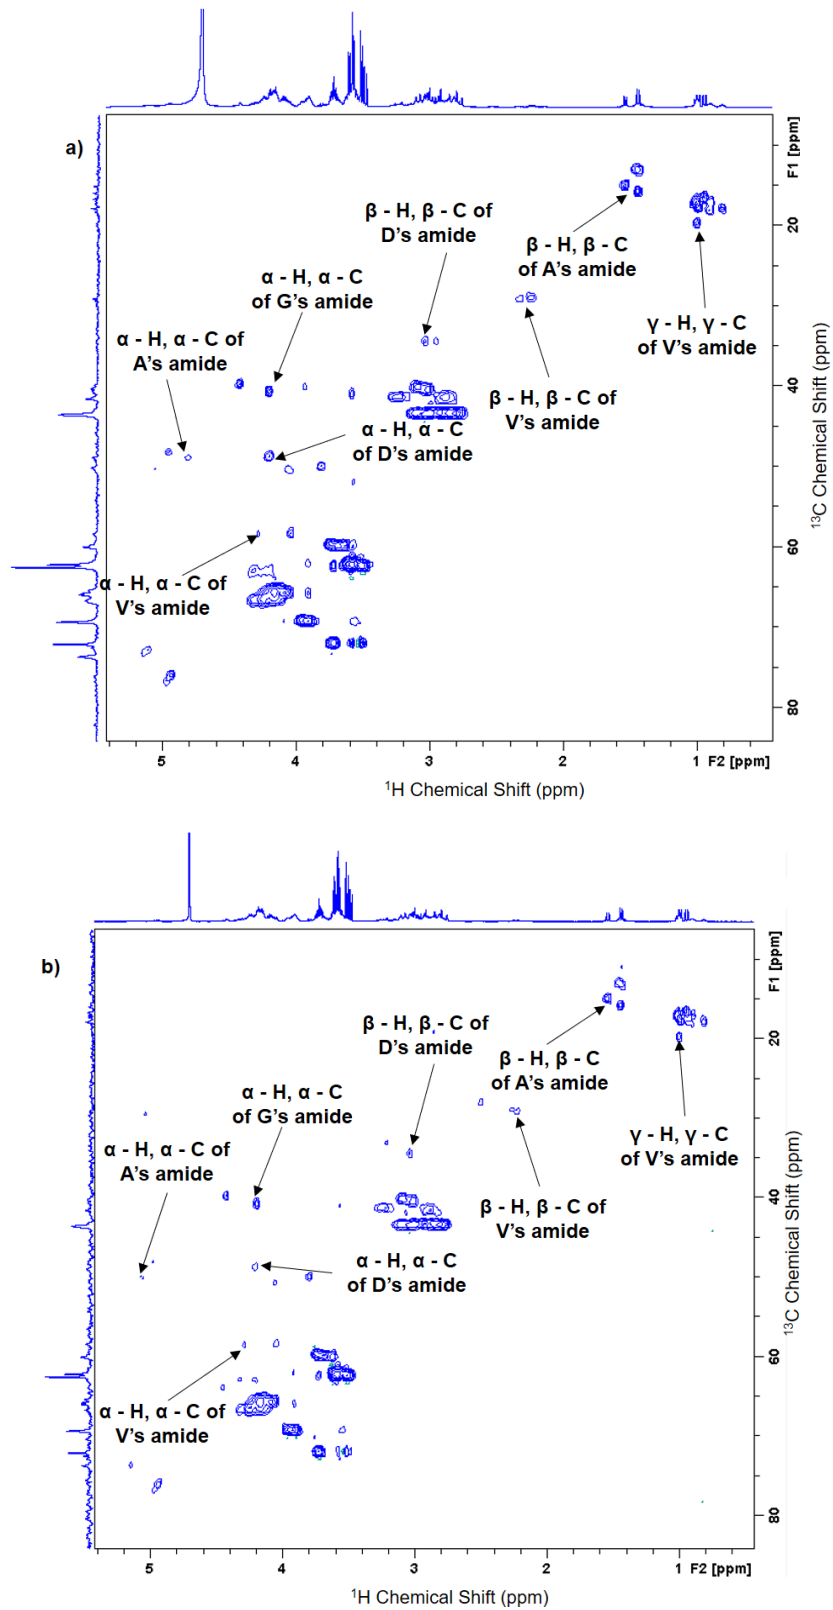 a)
F1 [ppm]
β - H, β - C of
D's amide
β - H, β - C
of A's amide
20
α - H, α - C
of G's amide
γ - H, γ - C
of V's amide
α - H, α - C of
A's amide
β - H, β - C of
V's amide
40
α - H, α - C
of D's amide
¹³C Chemical Shift (ppm)
60
α - H, α - C of
V's amide
80
5 4 3 2 1 F2 [ppm]
¹H Chemical Shift (ppm)
b)
F1 [ppm]
β - H, β - C of
D's amide
20
β - H, β - C
of A's amide
α - H, α - C
of G's amide
γ - H, γ - C
of V's amide
α - H, α - C of
A's amide
40
β - H, β - C of
V's amide
α - H, α - C
of D's amide
¹³C Chemical Shift (ppm)
60
α - H, α - C of
V's amide
80
5 4 3 2 1 F2 [ppm]
¹H Chemical Shift (ppm)